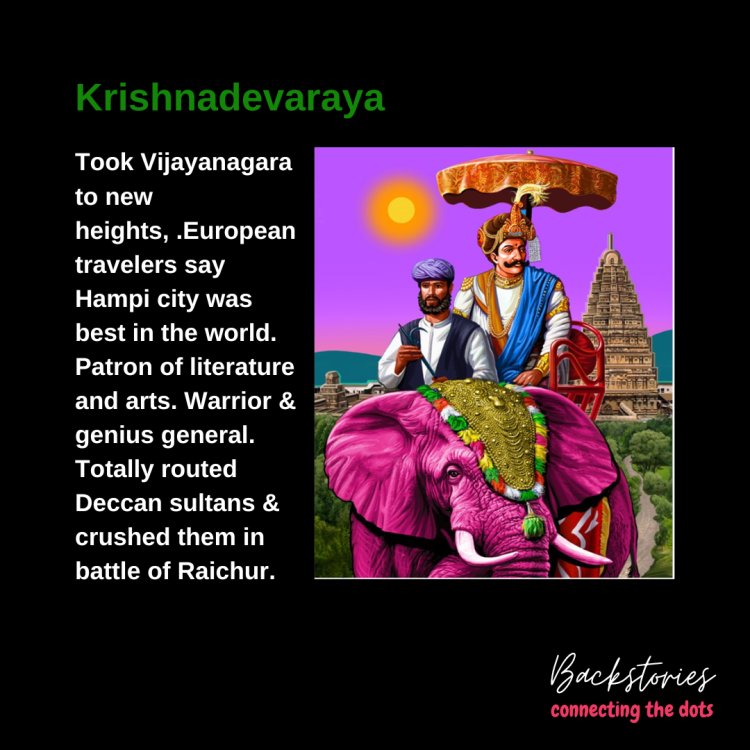 Krishnadevaraya
Took Vijayanagara
to new
heights, .European
travelers say
Hampi city was
best in the world.
Patron of literature
and arts. Warrior &
genius general.
Totally routed
Deccan sultans &
crushed them in
battle of Raichur.
Backstories
connecting the dots